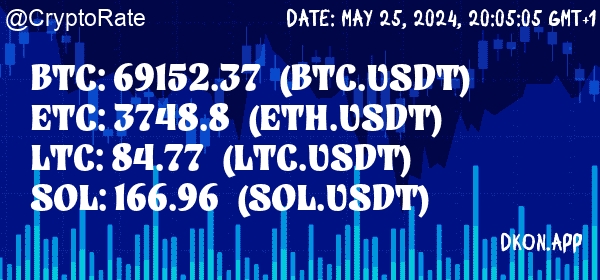 @CryptoRate
DATE: MAY 25, 2024, 20:05:05 GMT+1
BTC: 69152.37 (BTC.USDT)
ETC: 3748.8 (ETH.USDT)
LTC: 84.77 (LTC.USDT)
SOL: 166.96 (SOL.USDT)
DKON.APP